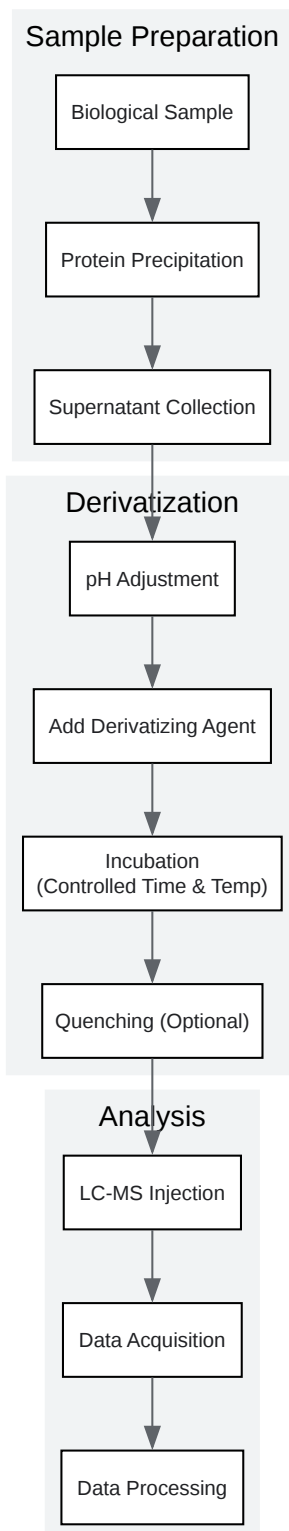 Sample Preparation
Biological Sample
Protein Precipitation
Supernatant Collection
Derivatization
pH Adjustment
Add Derivatizing Agent
Incubation
(Controlled Time & Temp)
Quenching (Optional)
Analysis
LC-MS Injection
Data Acquisition
Data Processing